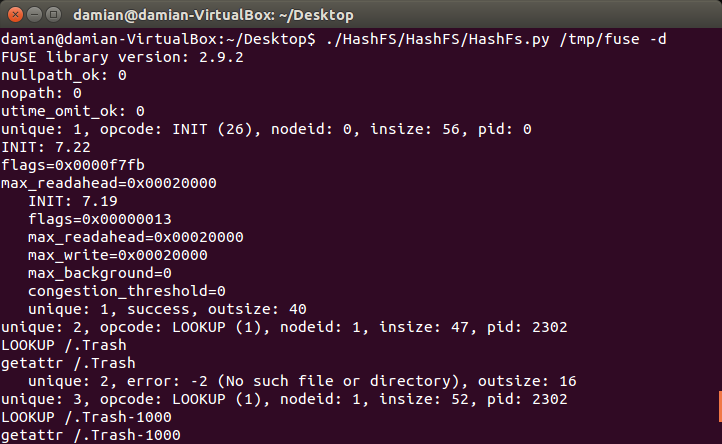 damian@damian-VirtualBox: ~/Desktop
damian@damian-VirtualBox:~/Desktop$ ./HashFS/HashFS/HashFs.py /tmp/fuse -d
FUSE library version: 2.9.2
nullpath_ok: 0
nopath: 0
utime_omit_ok: 0
unique: 1, opcode: INIT (26), nodeid: 0, insize: 56, pid: 0
INIT: 7.22
flags=0x0000f7fb
max_readahead=0x00020000
   INIT: 7.19
   flags=0x00000013
   max_readahead=0x00020000
   max_write=0x00020000
   max_background=0
   congestion_threshold=0
   unique: 1, success, outsize: 40
unique: 2, opcode: LOOKUP (1), nodeid: 1, insize: 47, pid: 2302
LOOKUP /.Trash
getattr /.Trash
   unique: 2, error: -2 (No such file or directory), outsize: 16
unique: 3, opcode: LOOKUP (1), nodeid: 1, insize: 52, pid: 2302
LOOKUP /.Trash-1000
getattr /.Trash-1000